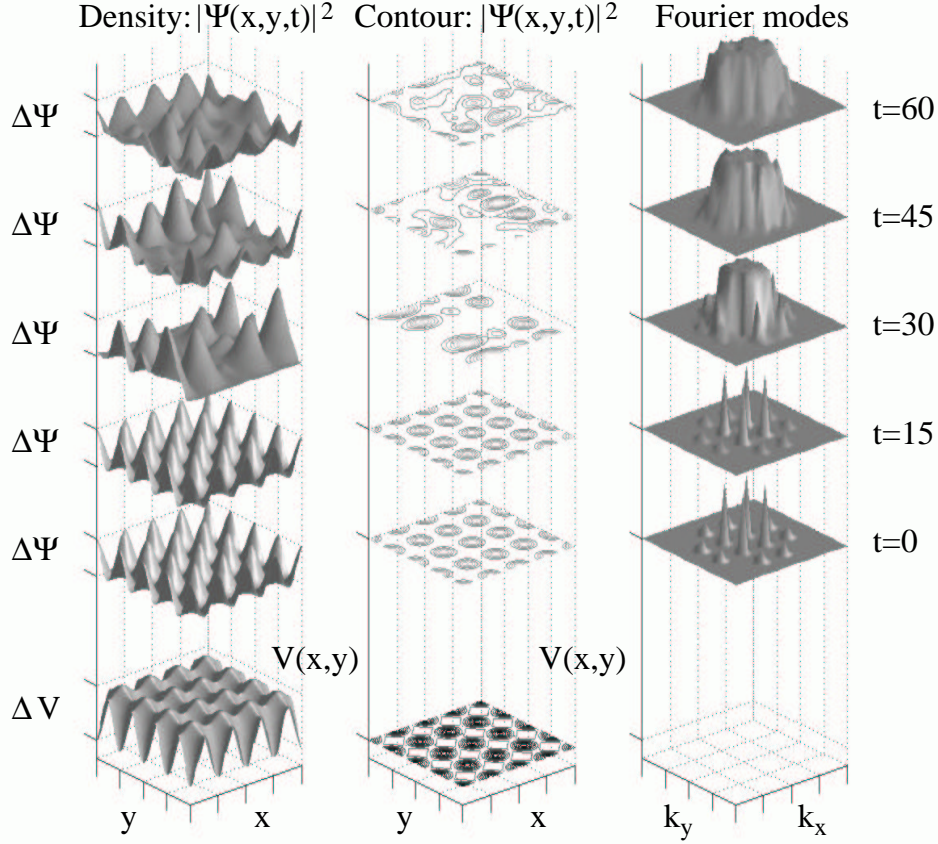 Density: |Ψ(x,y,t)|² Contour: |Ψ(x,y,t)|² Fourier modes
ΔΨ t=60
ΔΨ t=45
ΔΨ t=30
ΔΨ t=15
ΔΨ t=0
V(x,y) V(x,y)
ΔV
y x y x k_y k_x